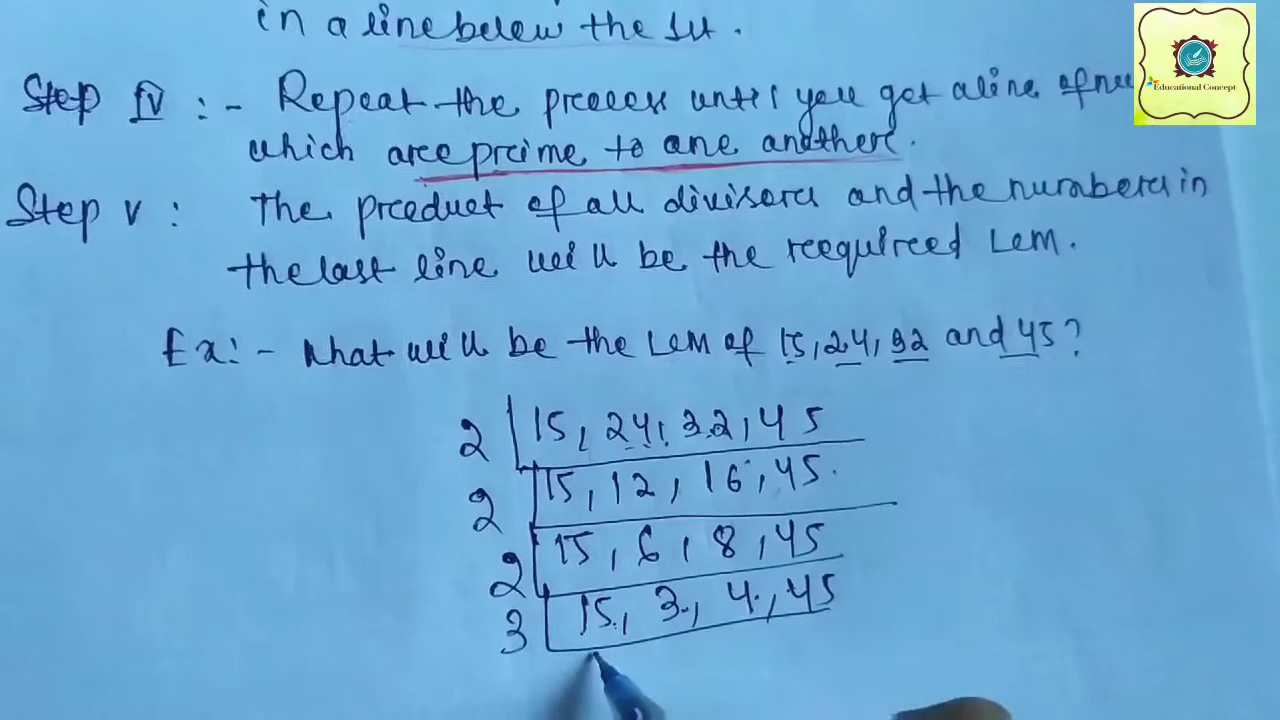 in a line below the 1st.
Step IV :- Repeat the process until you get a line of nu
which are prime to one another.
Step V : The product of all divisors and the numbers in
the last line will be the required LCM.
Ex:- What will be the LCM of 15, 24, 32 and 45?
2 15, 24, 32, 45
2 15, 12, 16, 45
2 15, 6, 8, 45
3 15, 3, 4, 45
Educational Concept